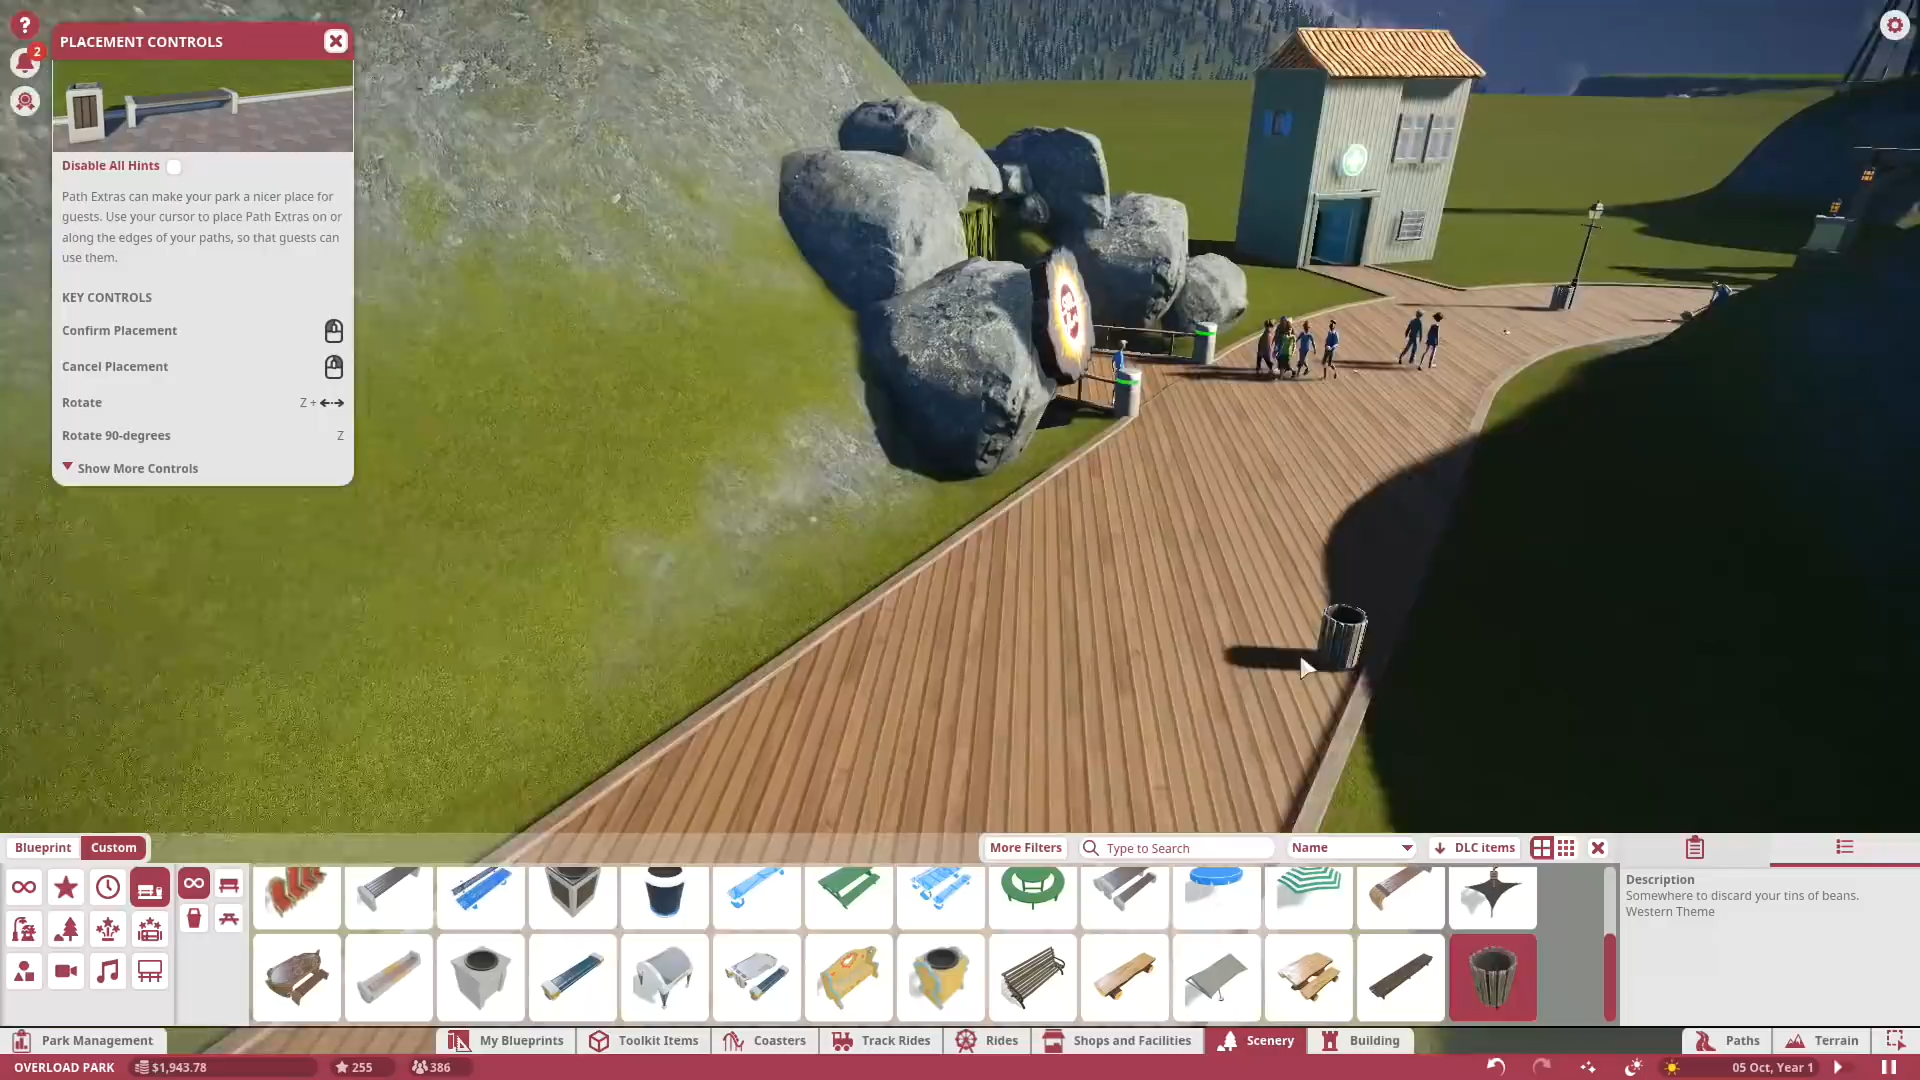 ?
2
PLACEMENT CONTROLS
Disable All Hints
Path Extras can make your park a nicer place for
guests. Use your cursor to place Path Extras on or
along the edges of your paths, so that guests can
use them.
KEY CONTROLS
Confirm Placement
Cancel Placement
Rotate Z +
Rotate 90-degrees Z
Show More Controls
Blueprint Custom
More Filters Type to Search Name DLC items
Description
Somewhere to discard your tins of beans.
Western Theme
Park Management My Blueprints Toolkit Items Coasters Track Rides Rides Shops and Facilities Scenery Building Paths Terrain
OVERLOAD PARK $1,943.78 255 386 05 Oct, Year 1